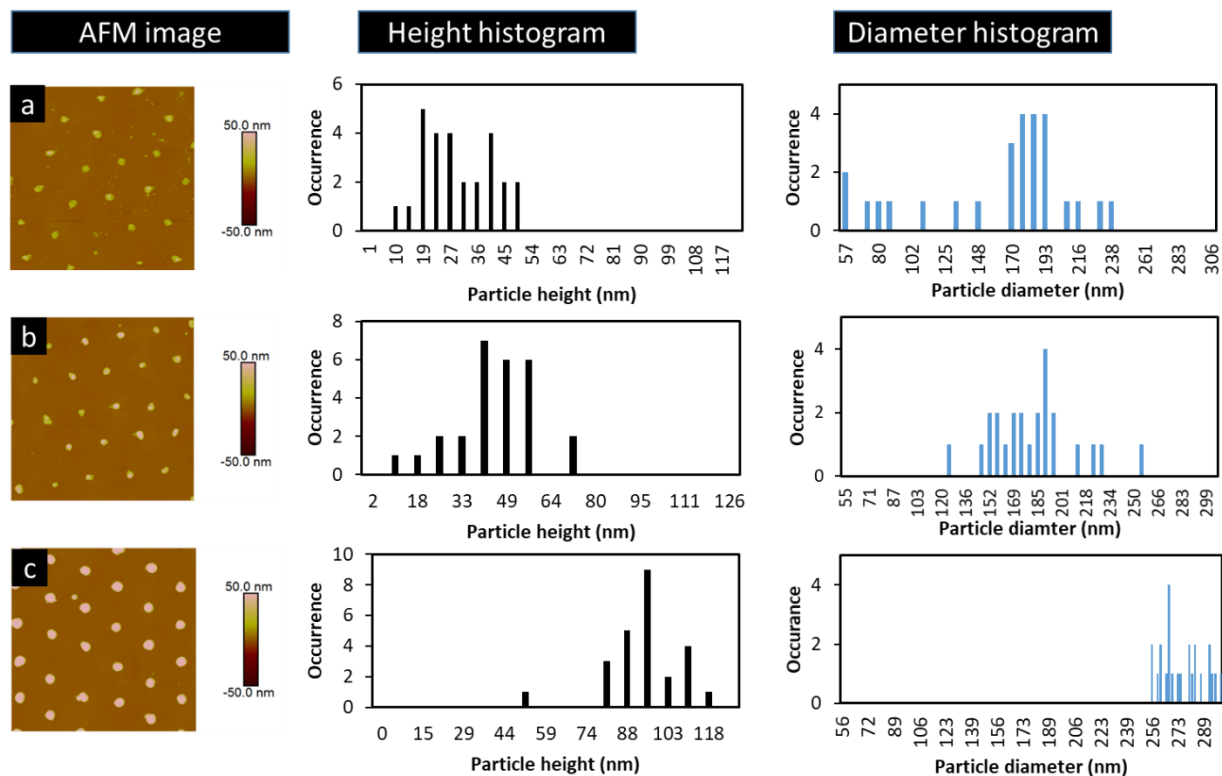 AFM image
Height histogram
Diameter histogram
a
50.0 nm
-50.0 nm
Occurrence
6
4
2
0
1 10 19 27 36 45 54 63 72 81 90 99 108 117
Particle height (nm)
Occurrence
4
2
0
57 80 102 125 148 170 193 216 238 261 283 306
Particle diameter (nm)
b
50.0 nm
-50.0 nm
Occurrence
8
6
4
2
0
2 18 33 49 64 80 95 111 126
Particle height (nm)
Occurrence
4
2
0
55 71 87 103 120 136 152 169 185 201 218 234 250 266 283 299
Particle diamter (nm)
c
50.0 nm
-50.0 nm
Occurrence
10
8
6
4
2
0
0 15 29 44 59 74 88 103 118
Particle height (nm)
Occurance
4
2
0
56 72 89 106 123 139 156 173 189 206 223 239 256 273 289
Particle diameter (nm)